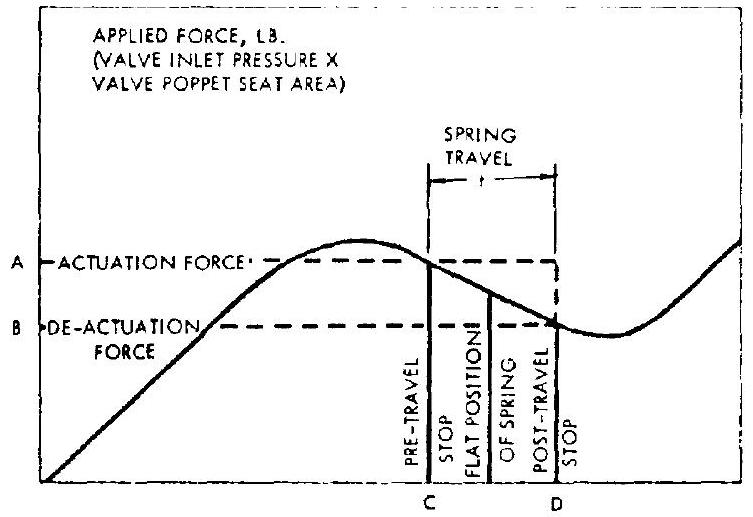 APPLIED FORCE, LB.
(VALVE INLET PRESSURE X
VALVE POPPET SEAT AREA)
SPRING
TRAVEL
t
A
ACTUATION FORCE
B
DE-ACTUATION
FORCE
PRE-TRAVEL
STOP
FLAT POSITION
OF SPRING
POST-TRAVEL
STOP
C
D